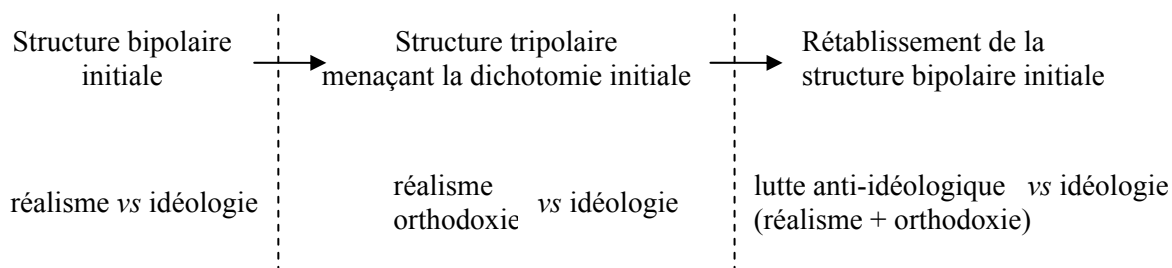 Structure bipolaire
initiale
Structure tripolaire
menaçant la dichotomie initiale
Rétablissement de la
structure bipolaire initiale
réalisme vs idéologie
réalisme
orthodoxie vs idéologie
lutte anti-idéologique vs idéologie
(réalisme + orthodoxie)